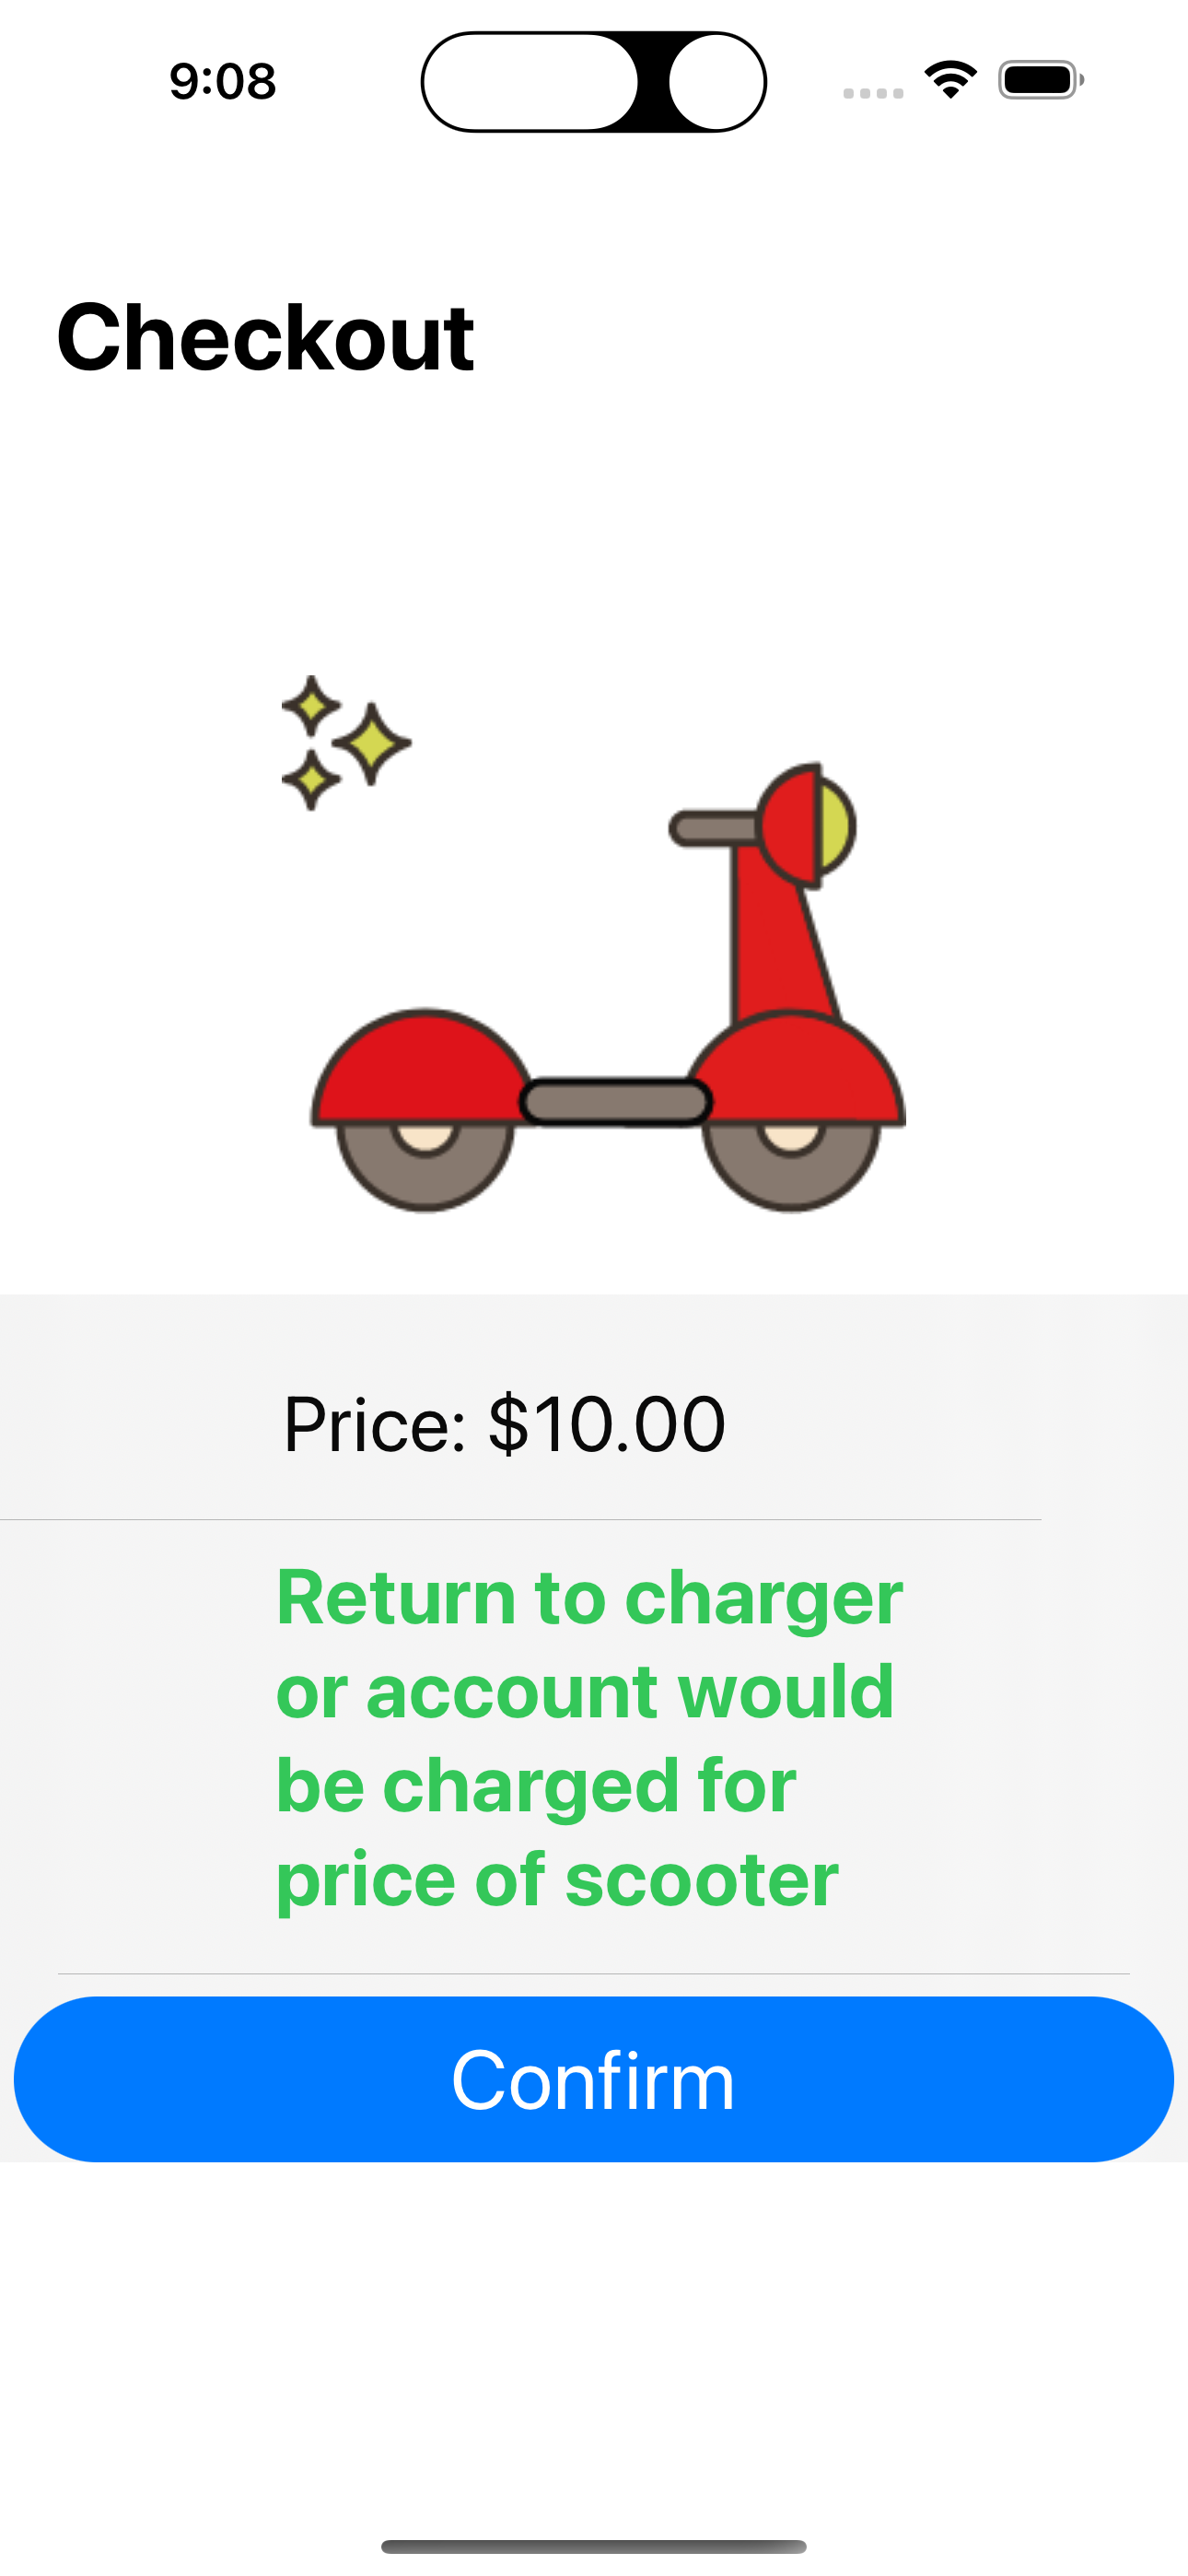 9:08
Checkout
Price: $10.00
Return to charger
or account would
be charged for
price of scooter
Confirm